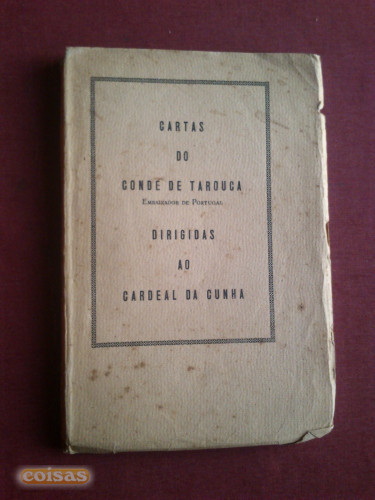 CARTAS
DO
CONDE DE TAROUCA
EMBAIXADOR DE PORTUGAL
DIRIGIDAS
AO
CARDEAL DA CUNHA
coisas